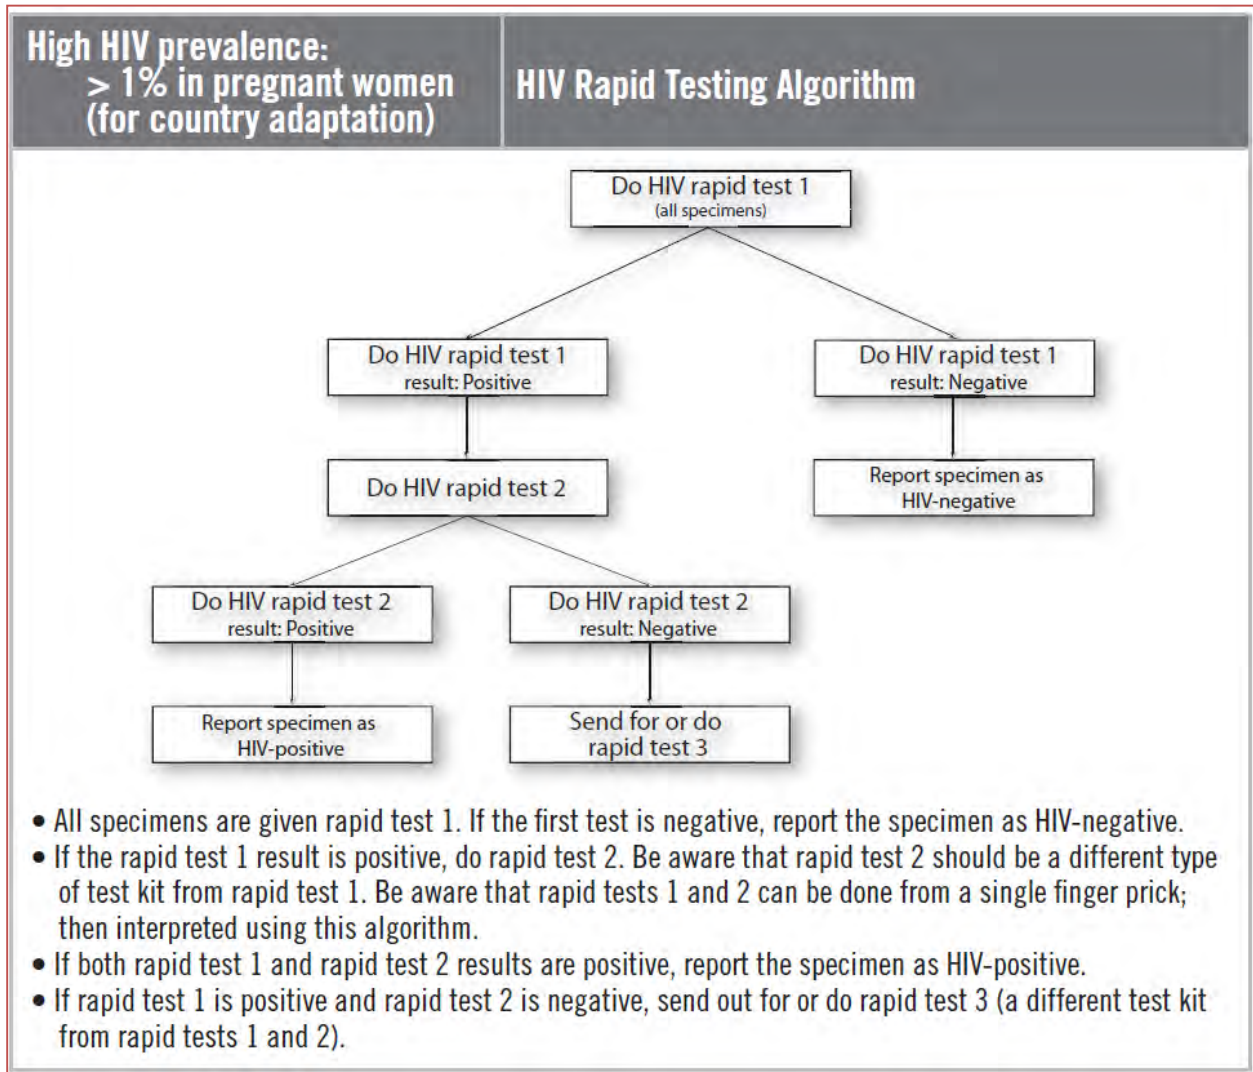 High HIV prevalence:
> 1% in pregnant women
(for country adaptation)
HIV Rapid Testing Algorithm
Do HIV rapid test 1
(all specimens)
Do HIV rapid test 1
result: Positive
Do HIV rapid test 1
result: Negative
Do HIV rapid test 2
Report specimen as
HIV-negative
Do HIV rapid test 2
result: Positive
Do HIV rapid test 2
result: Negative
Report specimen as
HIV-positive
Send for or do
rapid test 3
• All specimens are given rapid test 1. If the first test is negative, report the specimen as HIV-negative.
• If the rapid test 1 result is positive, do rapid test 2. Be aware that rapid test 2 should be a different type
of test kit from rapid test 1. Be aware that rapid tests 1 and 2 can be done from a single finger prick;
then interpreted using this algorithm.
• If both rapid test 1 and rapid test 2 results are positive, report the specimen as HIV-positive.
• If rapid test 1 is positive and rapid test 2 is negative, send out for or do rapid test 3 (a different test kit
from rapid tests 1 and 2).